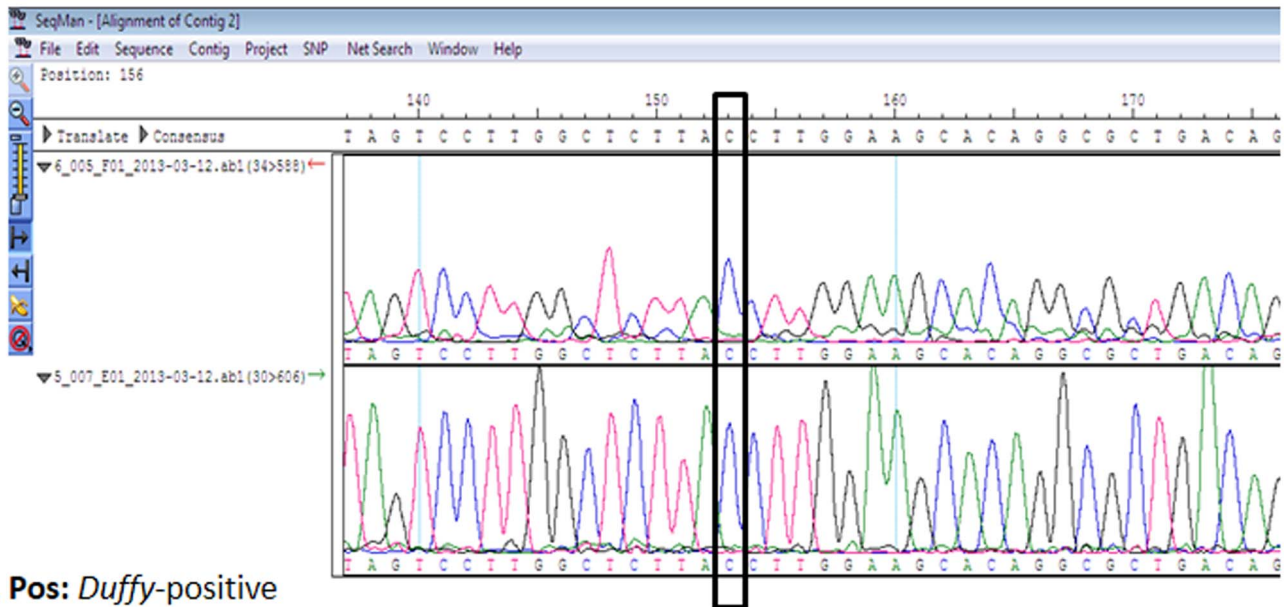 SeqMan - [Alignment of Contig 2]
File Edit Sequence Contig Project SNP Net Search Window Help
Position: 156
140 150 160 170
Translate Consensus T A G T C C T T G G C T C T T A C C T T G G A A G C A C A G G C G C T G A C A G
6_005_F01_2013-03-12.ab1(34>588)←
T A G T C C T T G G C T C T T A C C T T G G A A G C A C A G G C G C T G A C A G
5_007_E01_2013-03-12.ab1(30>606)→
T A G T C C T T G G C T C T T A C C T T G G A A G C A C A G G C G C T G A C A G
Pos: Duffy-positive